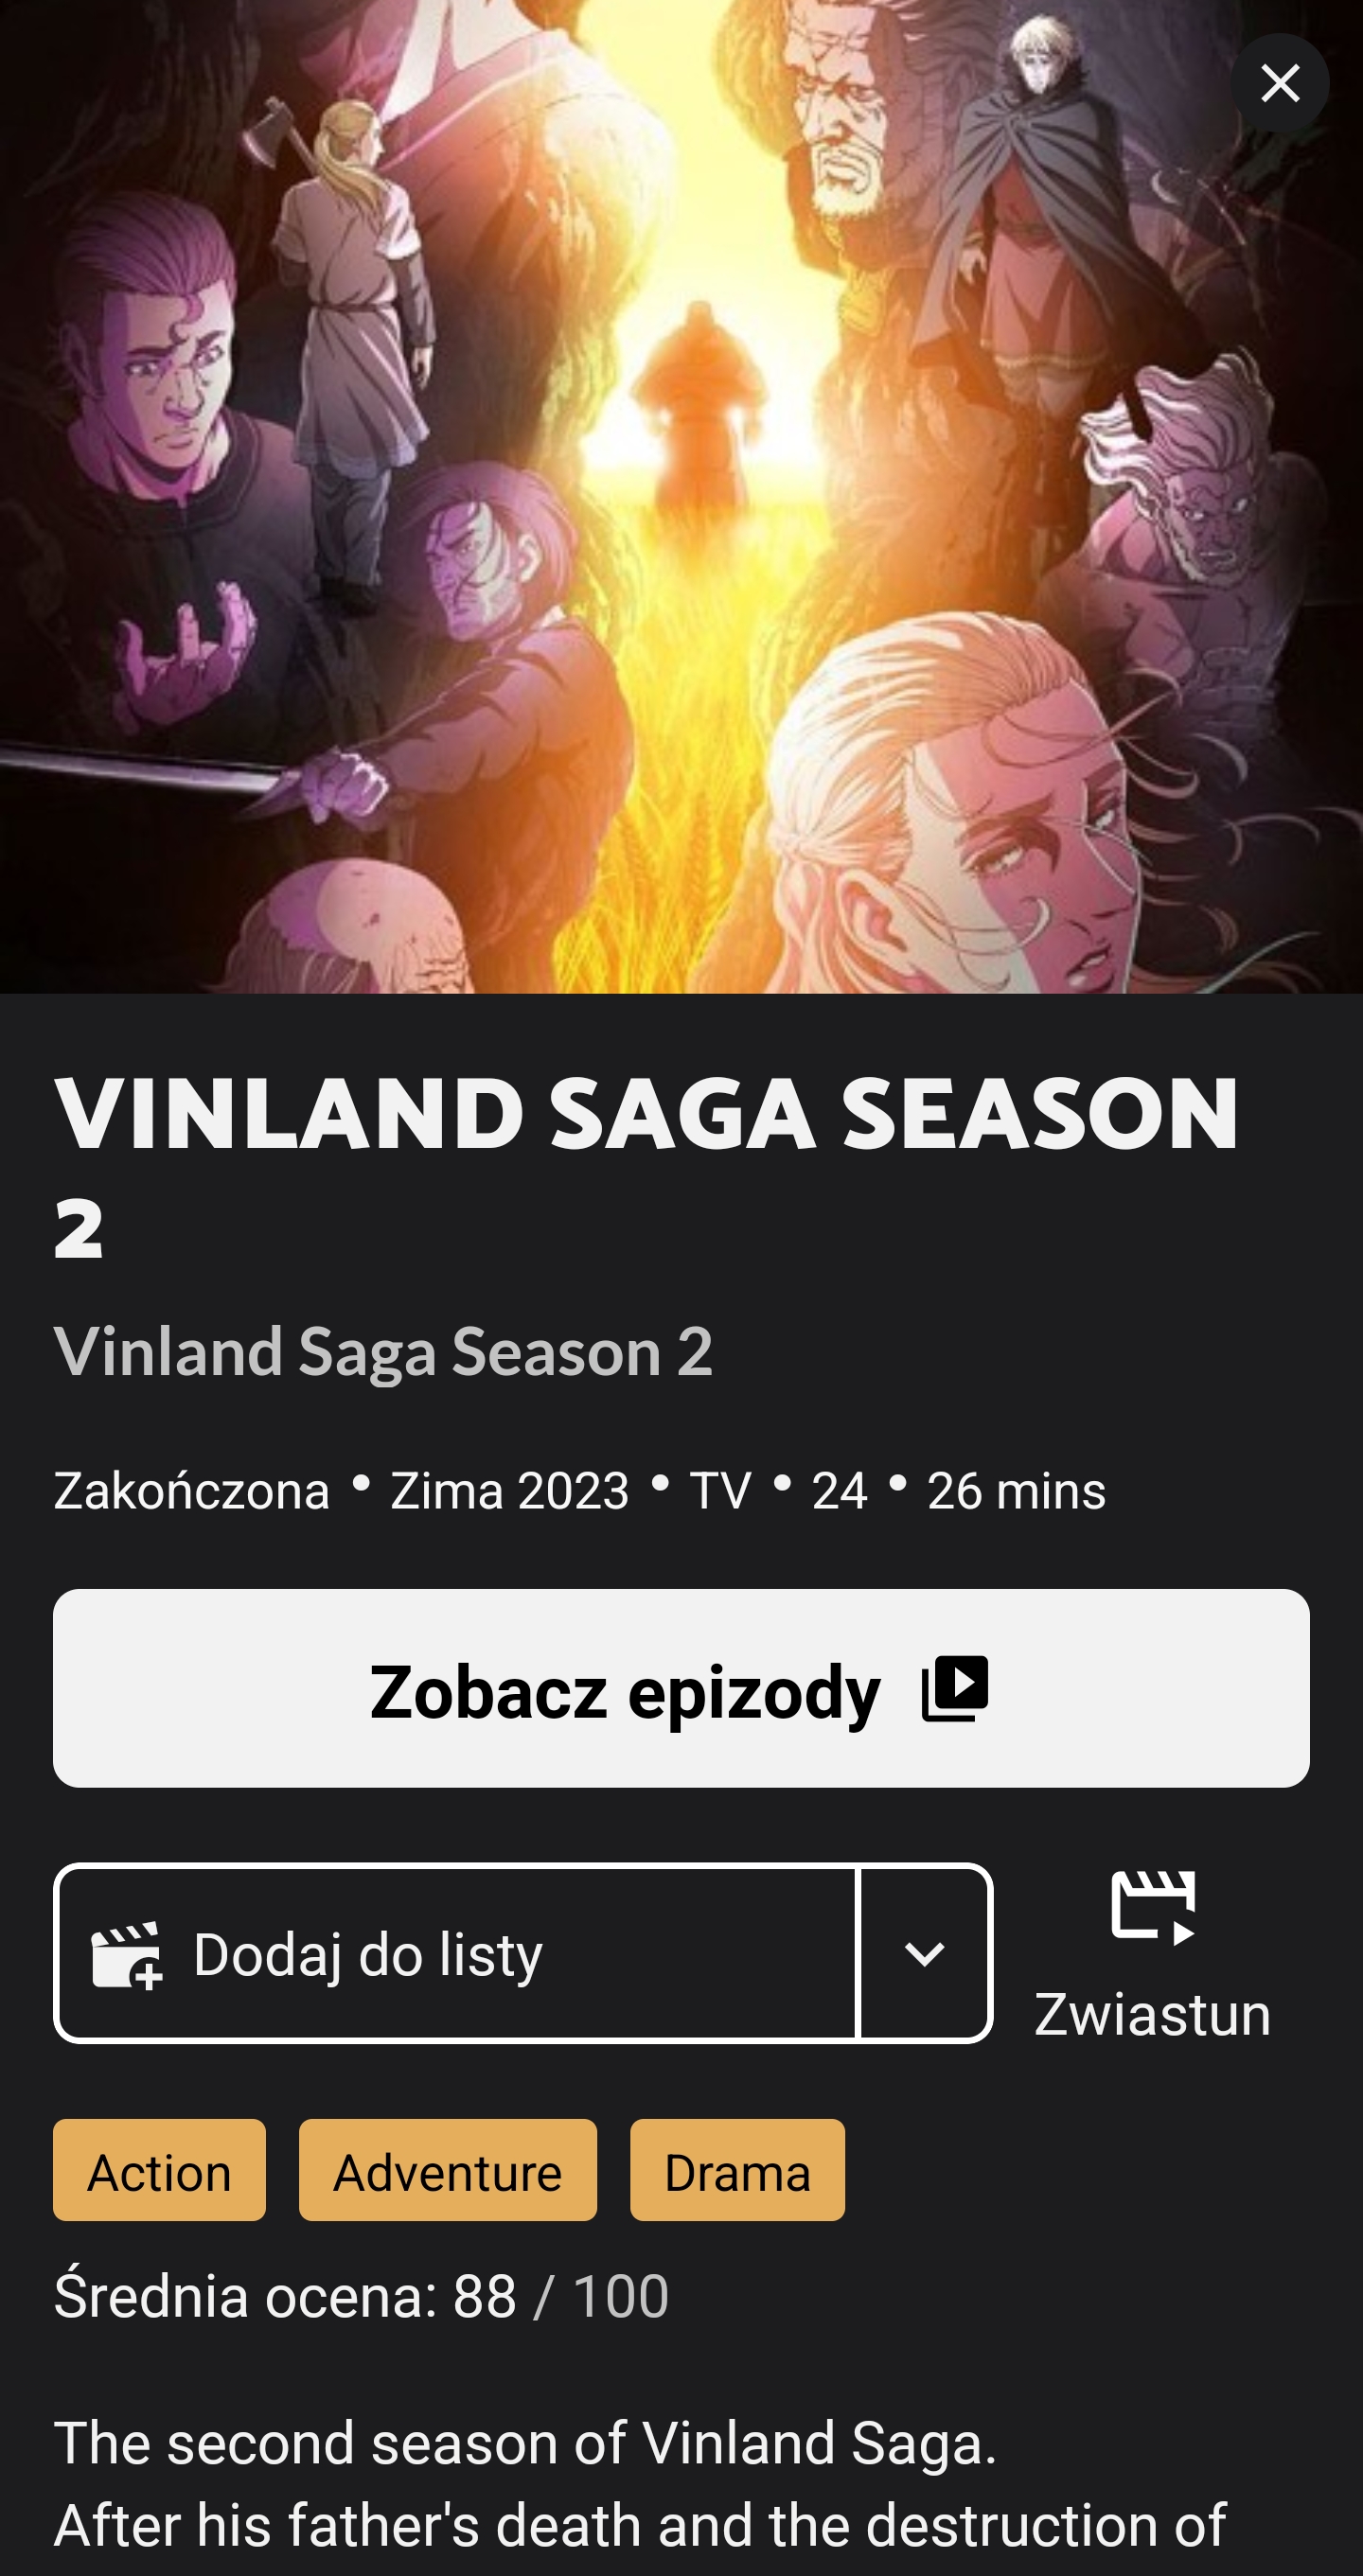 VINLAND SAGA SEASON
2
Vinland Saga Season 2
Zakończona • Zima 2023 • TV • 24 • 26 mins
Zobacz epizody
Dodaj do listy
Zwiastun
Action Adventure Drama
Średnia ocena: 88 / 100
The second season of Vinland Saga.
After his father's death and the destruction of